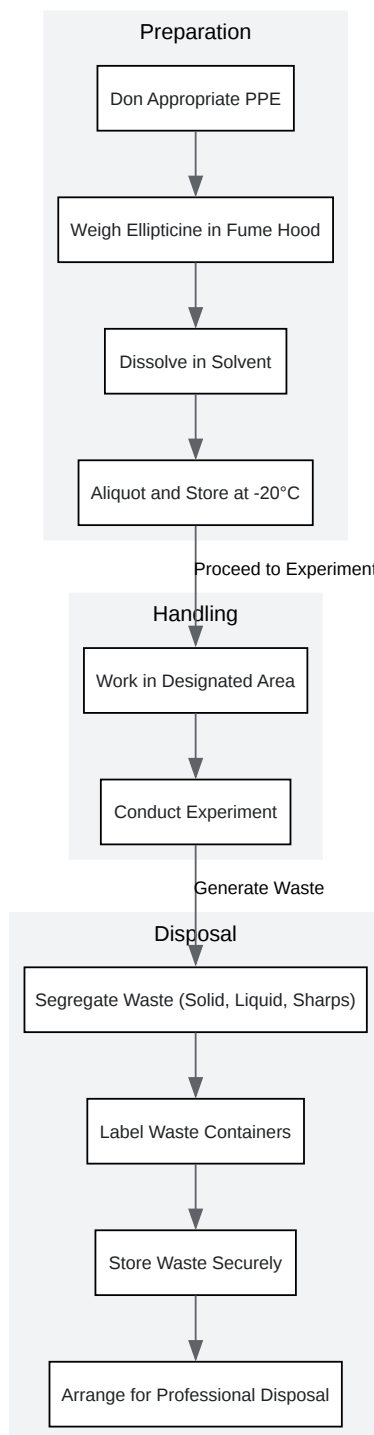 Preparation
Don Appropriate PPE
Weigh Ellipticine in Fume Hood
Dissolve in Solvent
Aliquot and Store at -20°C
Proceed to Experiment
Handling
Work in Designated Area
Conduct Experiment
Generate Waste
Disposal
Segregate Waste (Solid, Liquid, Sharps)
Label Waste Containers
Store Waste Securely
Arrange for Professional Disposal